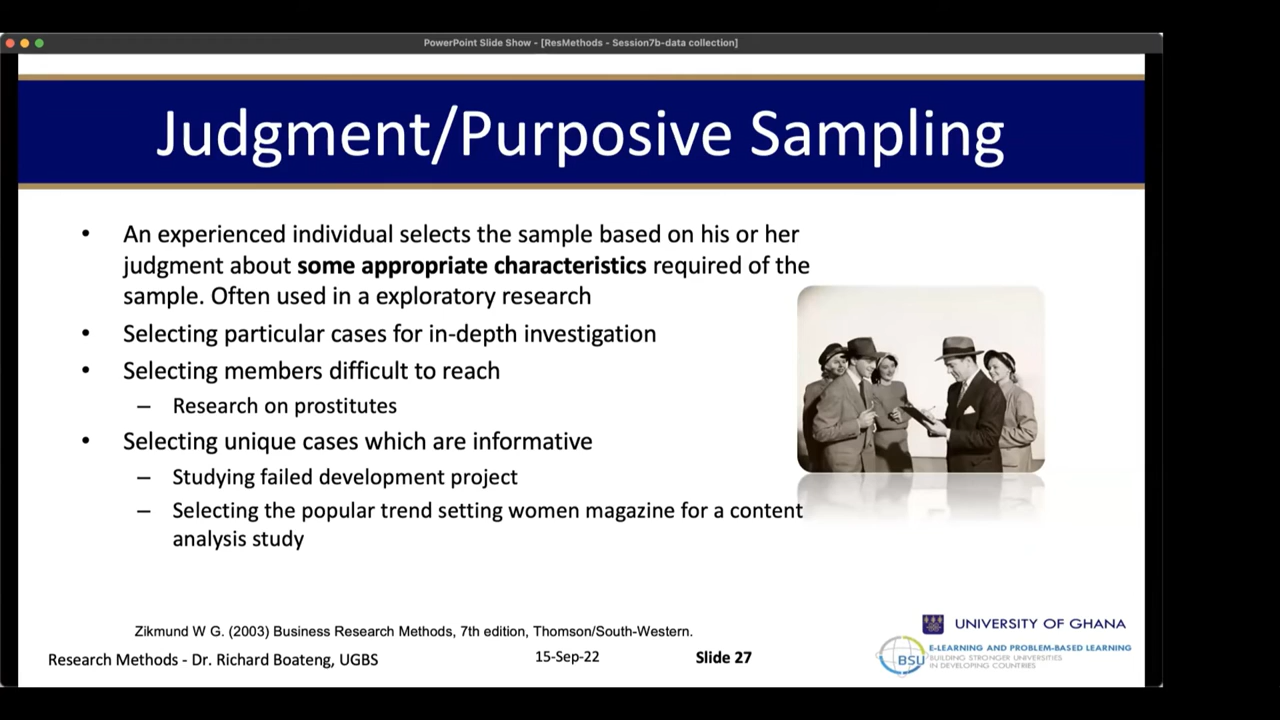 PowerPoint Slide Show - [ResMethods - Session7b-data collection]
Judgment/Purposive Sampling
• An experienced individual selects the sample based on his or her
judgment about some appropriate characteristics required of the
sample. Often used in a exploratory research
• Selecting particular cases for in-depth investigation
• Selecting members difficult to reach
– Research on prostitutes
• Selecting unique cases which are informative
– Studying failed development project
– Selecting the popular trend setting women magazine for a content
analysis study
Zikmund W G. (2003) Business Research Methods, 7th edition, Thomson/South-Western.
Research Methods - Dr. Richard Boateng, UGBS
15-Sep-22
Slide 27
UNIVERSITY OF GHANA
BSU
E-LEARNING AND PROBLEM-BASED LEARNING
BUILDING STRONGER UNIVERSITIES
IN DEVELOPING COUNTRIES